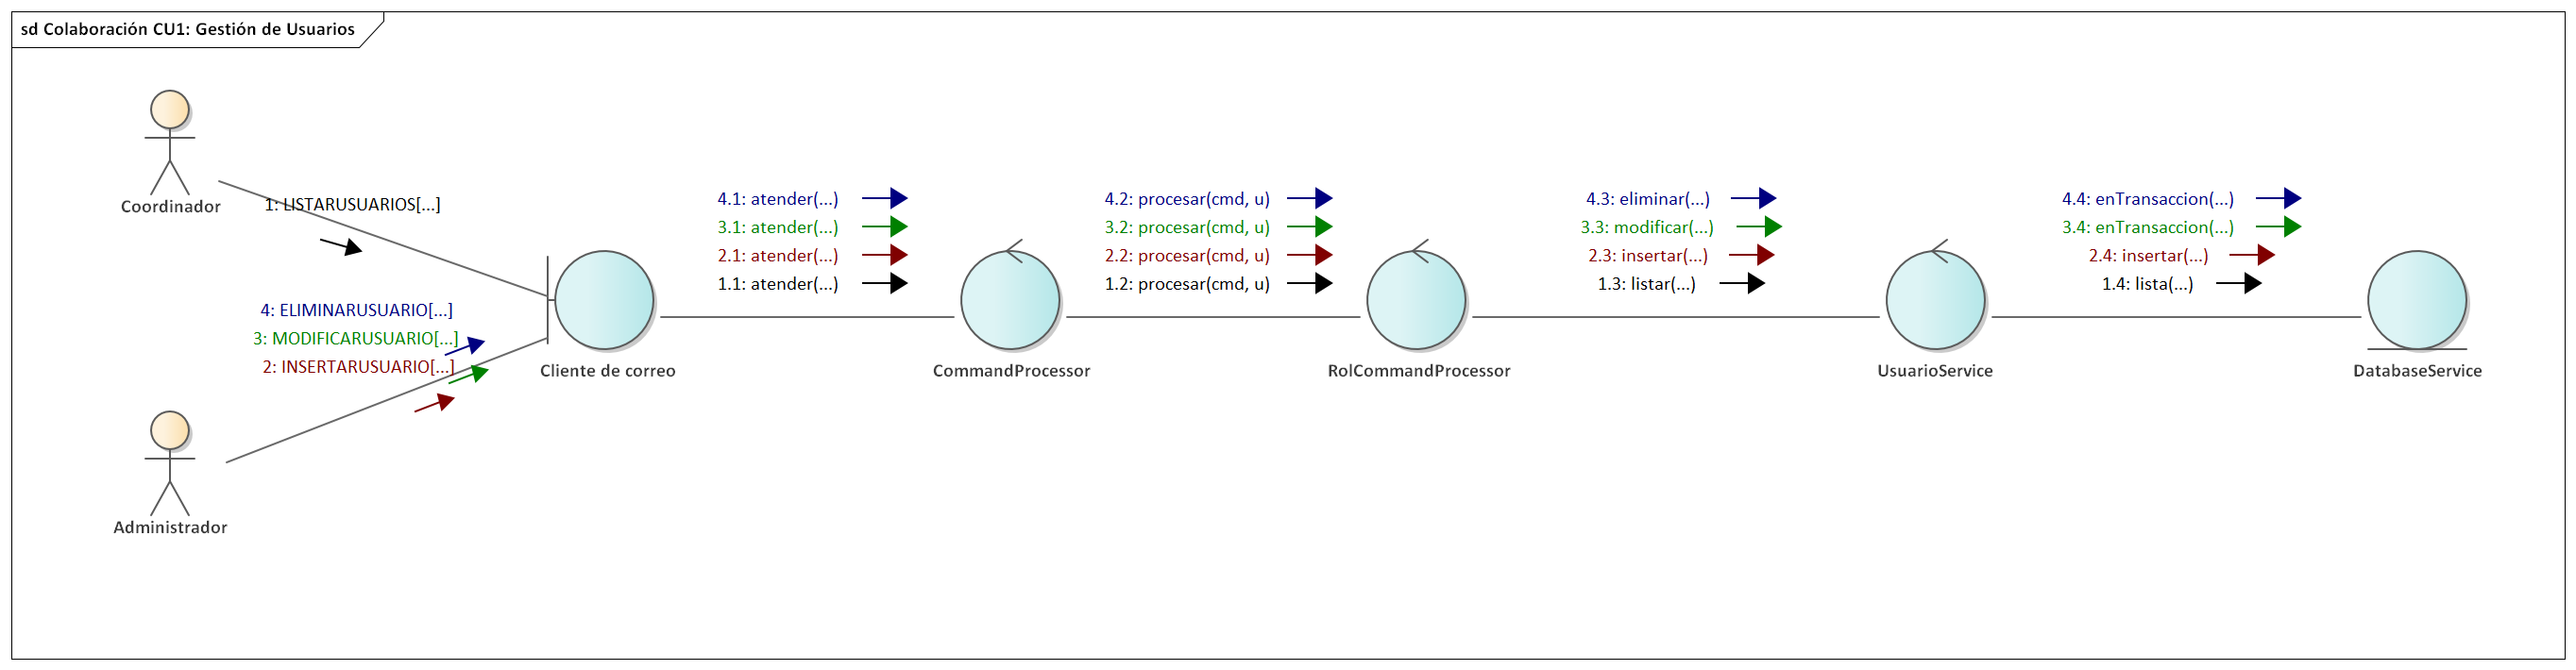 sd Colaboración CU1: Gestión de Usuarios
Coordinador
1: LISTARUSUARIOS[...]
4: ELIMINARUSUARIO[...]
3: MODIFICARUSUARIO[...]
2: INSERTARUSUARIO[...]
Administrador
Cliente de correo
4.1: atender(...)
3.1: atender(...)
2.1: atender(...)
1.1: atender(...)
CommandProcessor
4.2: procesar(cmd, u)
3.2: procesar(cmd, u)
2.2: procesar(cmd, u)
1.2: procesar(cmd, u)
RolCommandProcessor
4.3: eliminar(...)
3.3: modificar(...)
2.3: insertar(...)
1.3: listar(...)
UsuarioService
4.4: enTransaccion(...)
3.4: enTransaccion(...)
2.4: insertar(...)
1.4: lista(...)
DatabaseService